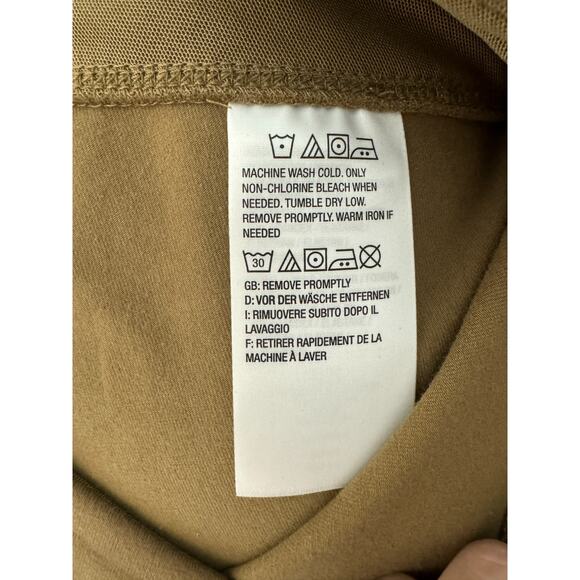 MACHINE WASH COLD. ONLY
NON-CHLORINE BLEACH WHEN
NEEDED. TUMBLE DRY LOW.
REMOVE PROMPTLY. WARM IRON IF
NEEDED
30
GB: REMOVE PROMPTLY
D: VOR DER WÄSCHE ENTFERNEN
I: RIMUOVERE SUBITO DOPO IL
LAVAGGIO
F: RETIRER RAPIDEMENT DE LA
MACHINE À LAVER